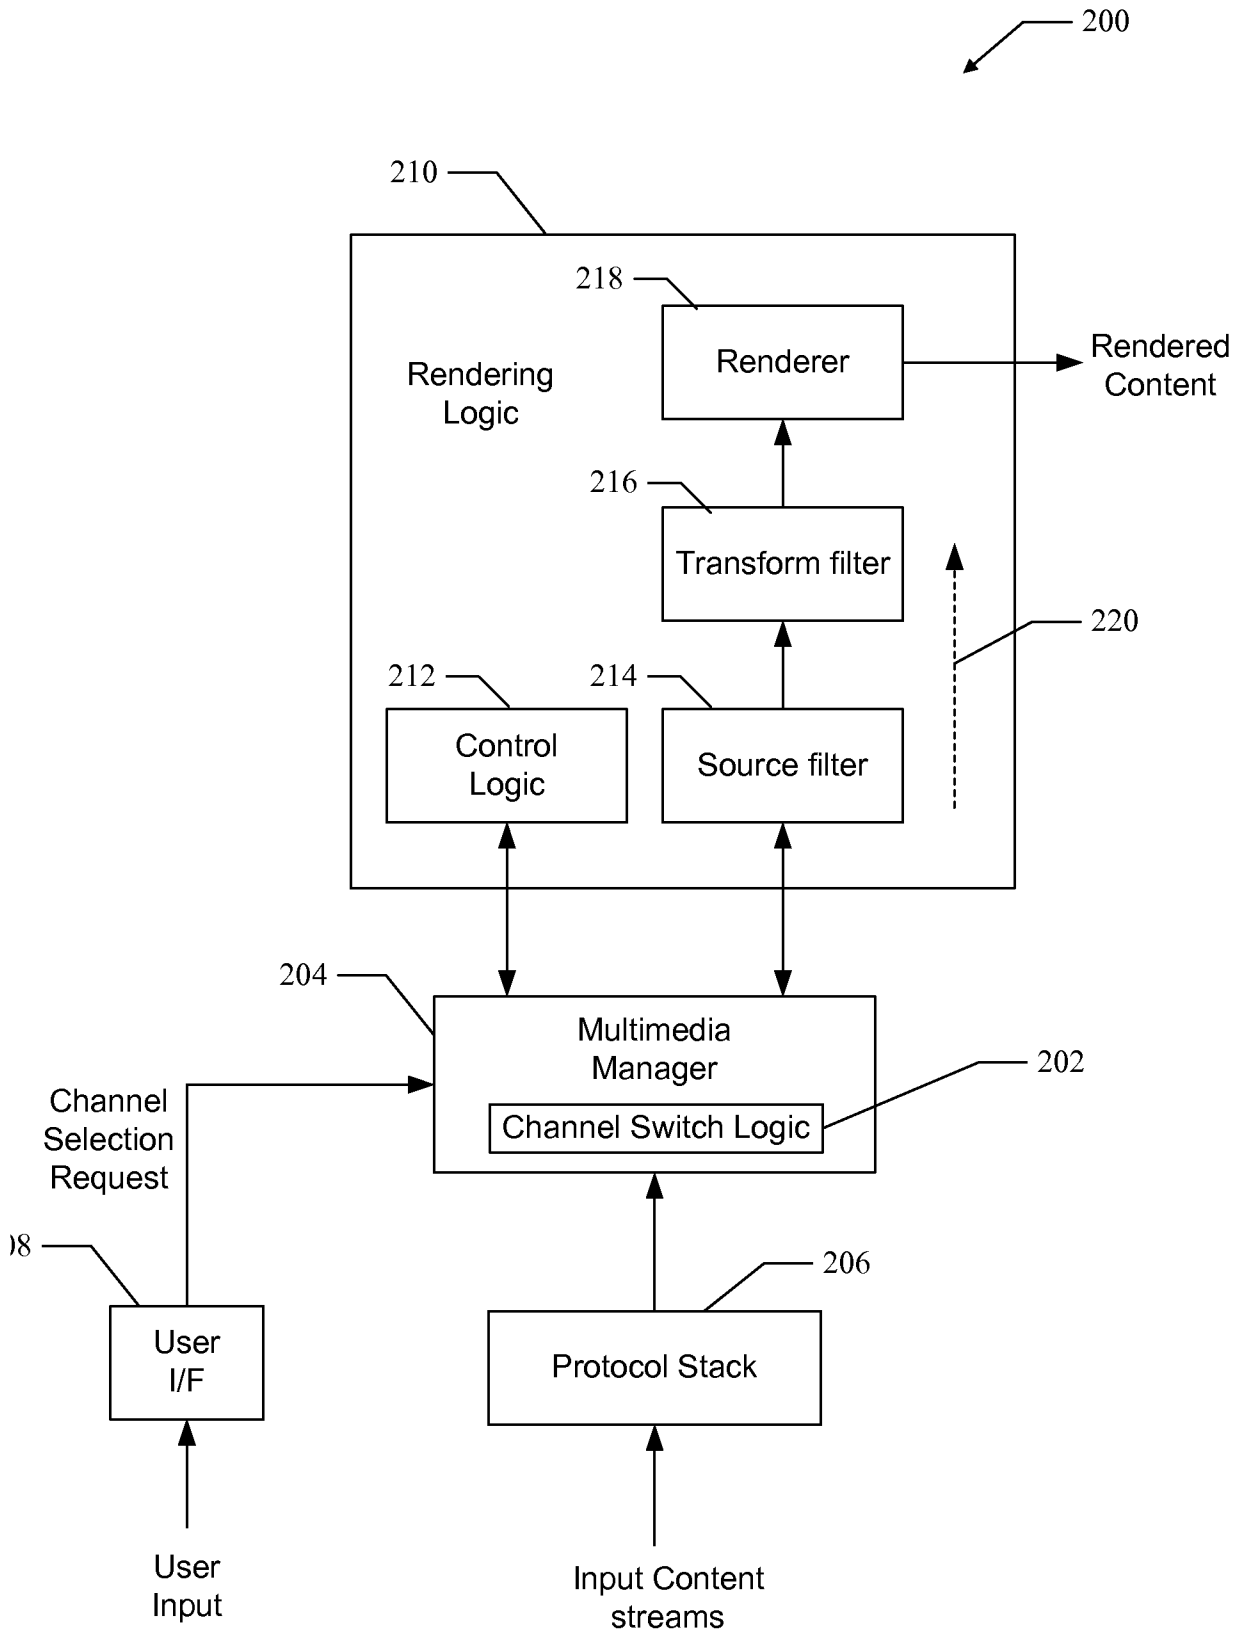 200
210
218
Renderer
Rendered
Content
Rendering
Logic
216
Transform filter
220
212
214
Control
Logic
Source filter
204
Multimedia
Manager
202
Channel Switch Logic
Channel
Selection
Request
8
206
User
I/F
Protocol Stack
User
Input
Input Content
streams